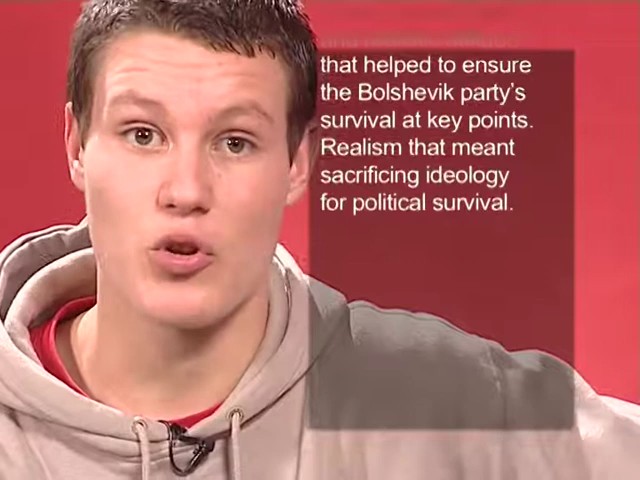 that helped to ensure
the Bolshevik party's
survival at key points.
Realism that meant
sacrificing ideology
for political survival.